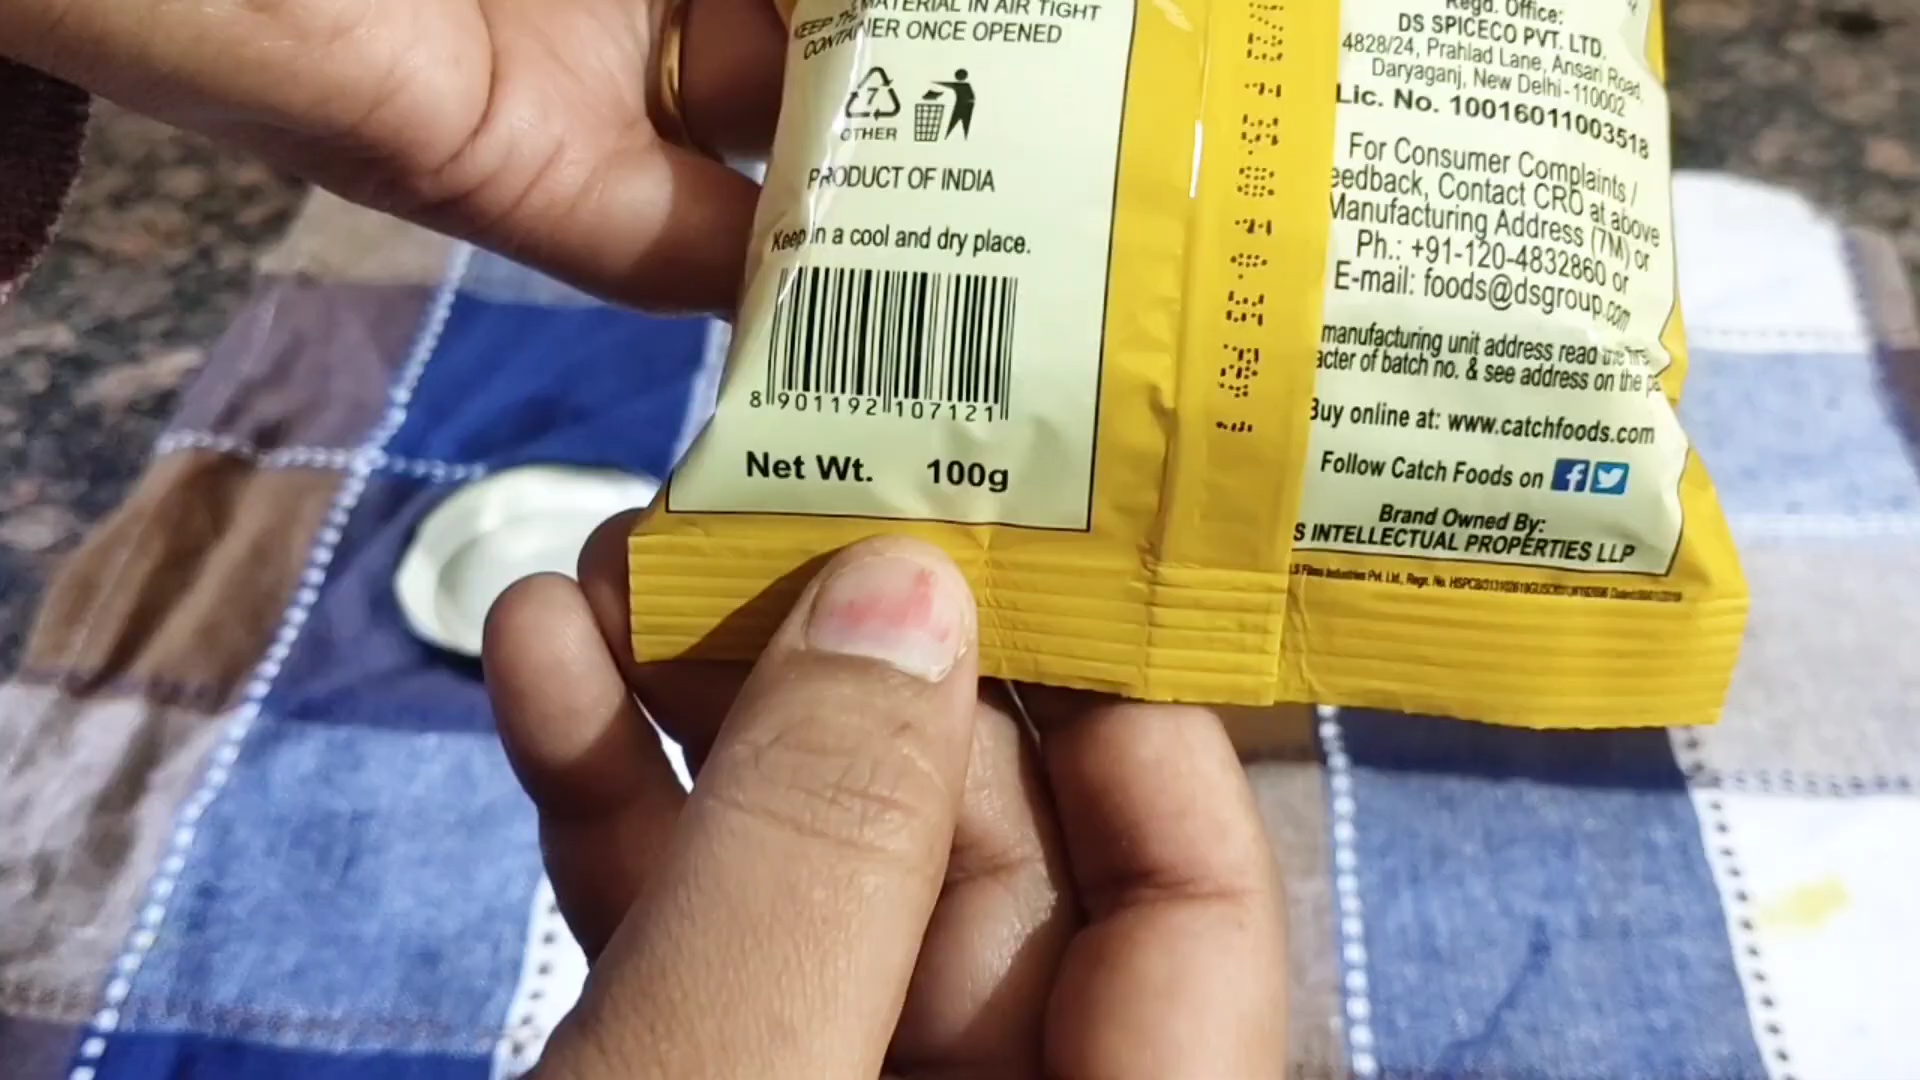 KEEP THE MATERIAL IN AIR TIGHT
CONTAINER ONCE OPENED
7
OTHER
PRODUCT OF INDIA
Keep in a cool and dry place.
8 901192 107121
Net Wt. 100g
Regd. Office:
DS SPICECO PVT. LTD.
4828/24, Prahlad Lane, Ansari Road,
Daryaganj, New Delhi-110002
Lic. No. 10016011003518
For Consumer Complaints /
eedback, Contact CRO at above
Manufacturing Address (7M) or
Ph.: +91-120-4832860 or
E-mail: foods@dsgroup.com
manufacturing unit address read the
acter of batch no. & see address on the
Buy online at: www.catchfoods.com
Follow Catch Foods on
Brand Owned By:
S INTELLECTUAL PROPERTIES LLP